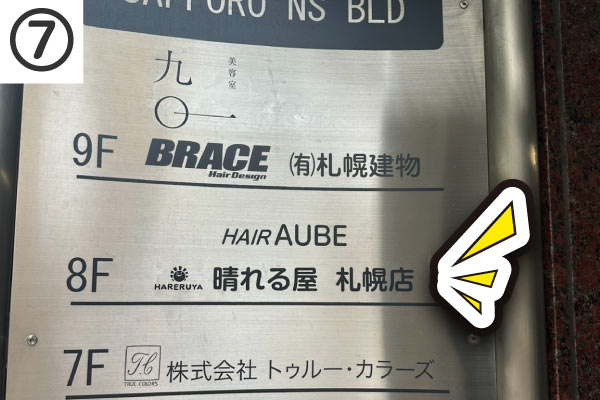 ⑦
SAPPORO NS BLD
美容室
九
〇一
9F BRACE Hair Design (有)札幌建物
HAIR AUBE
8F HARERUYA 晴れる屋 札幌店
7F T.C TRUE COLORS 株式会社 トゥルー・カラーズ